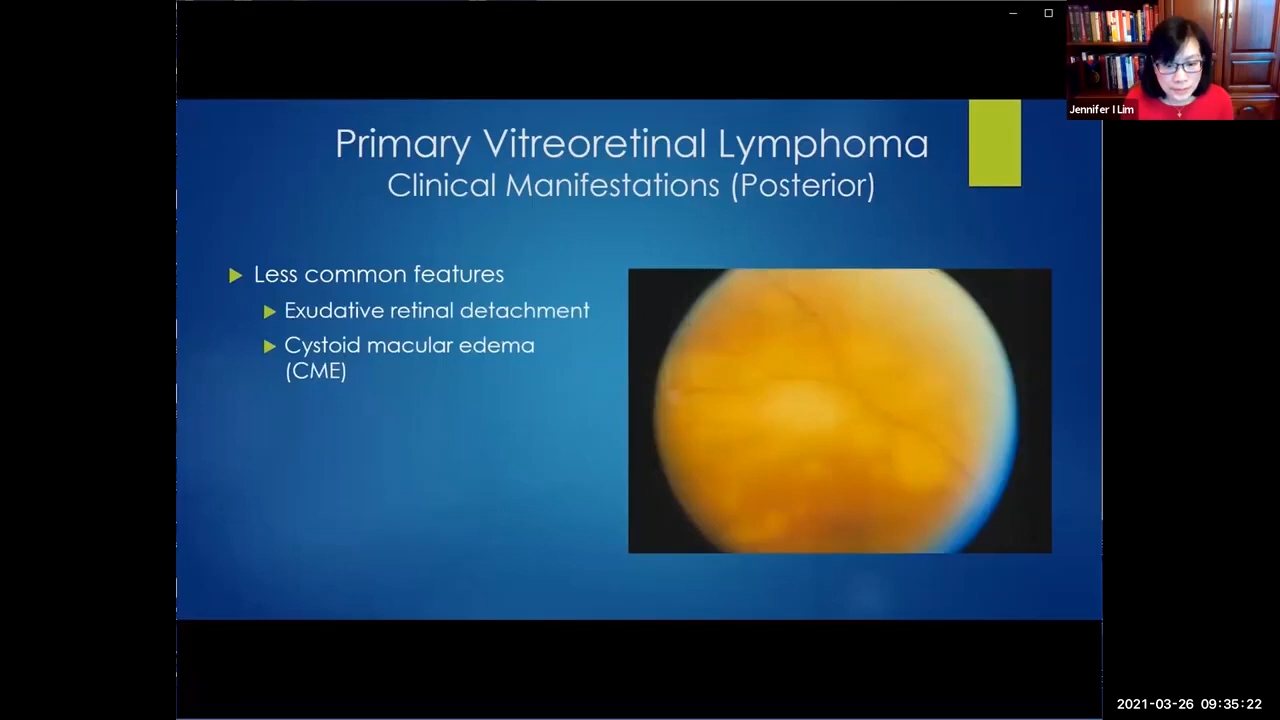 Primary Vitreoretinal Lymphoma
Clinical Manifestations (Posterior)
Less common features
Exudative retinal detachment
Cystoid macular edema
(CME)
Jennifer I Lim
2021-03-26 09:35:22